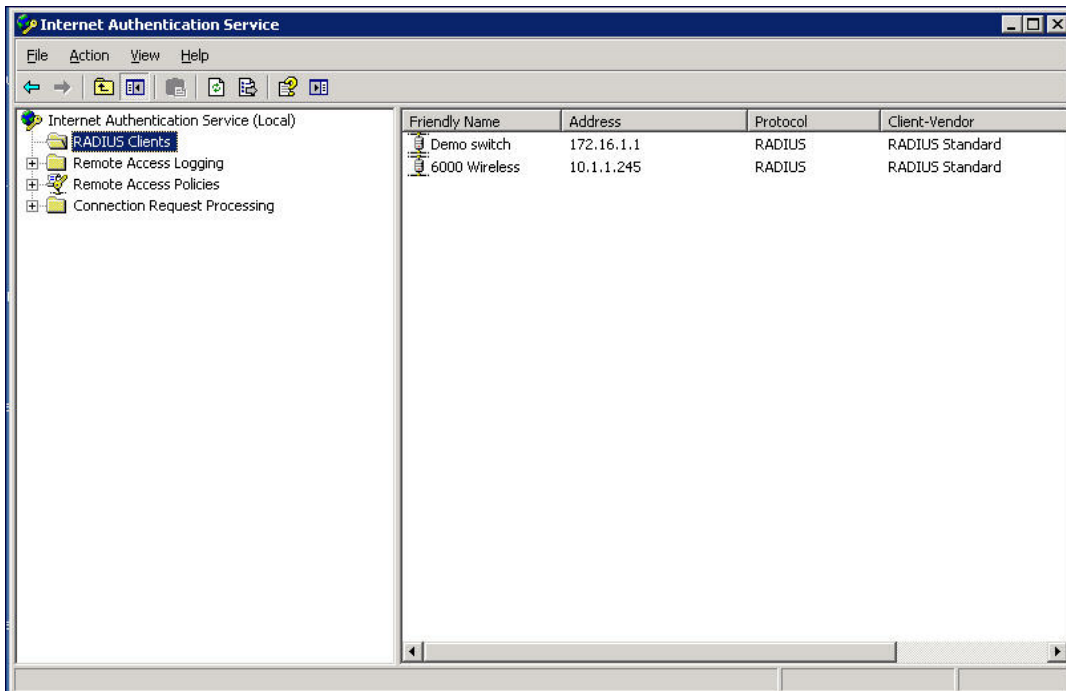 Internet Authentication Service
File Action View Help
Internet Authentication Service (Local)
RADIUS Clients
Remote Access Logging
Remote Access Policies
Connection Request Processing
Friendly Name Address Protocol Client-Vendor
Demo switch 172.16.1.1 RADIUS RADIUS Standard
6000 Wireless 10.1.1.245 RADIUS RADIUS Standard